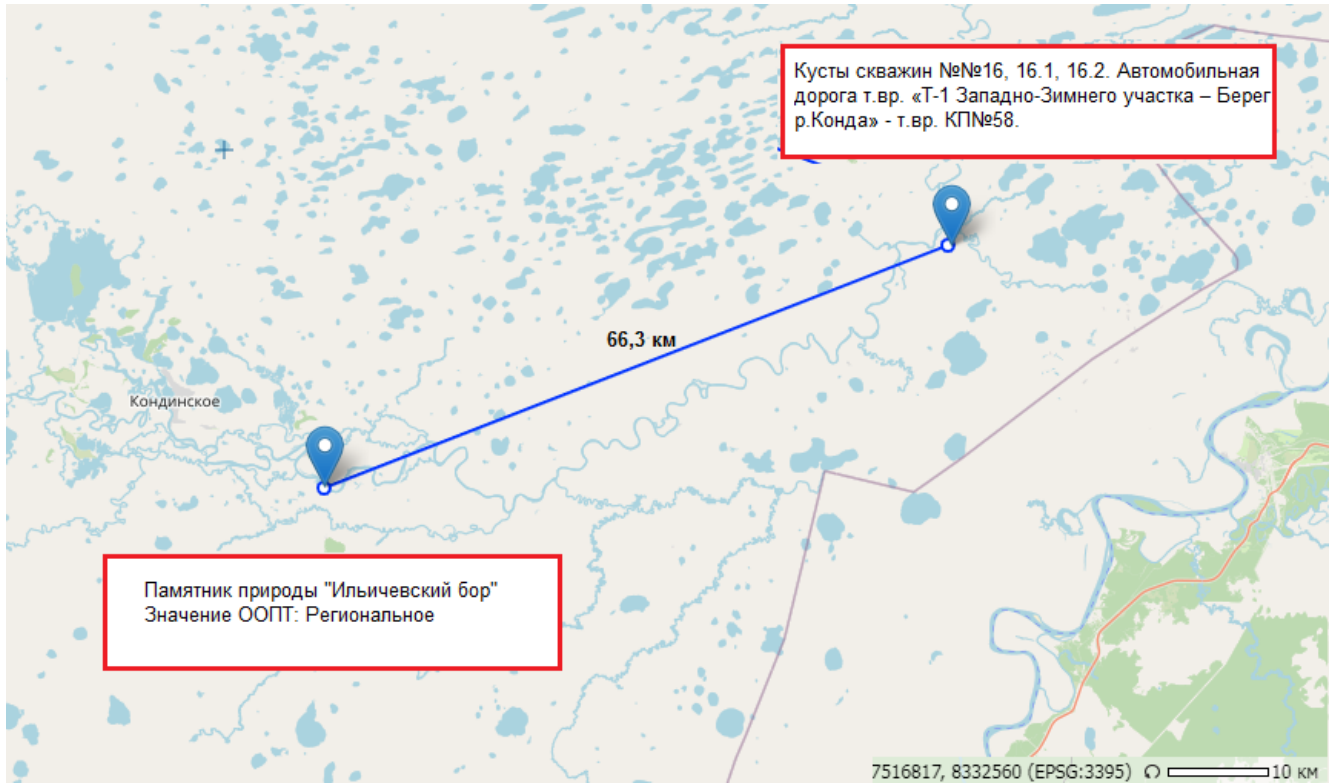 Кусты скважин №№16, 16.1, 16.2. Автомобильная
дорога т.вр. «Т-1 Западно-Зимнего участка – Берег
р.Конда» - т.вр. КП№58.
66,3 км
Кондинское
Памятник природы "Ильичевский бор"
Значение ООПТ: Региональное
7516817, 8332560 (EPSG:3395) 10 км